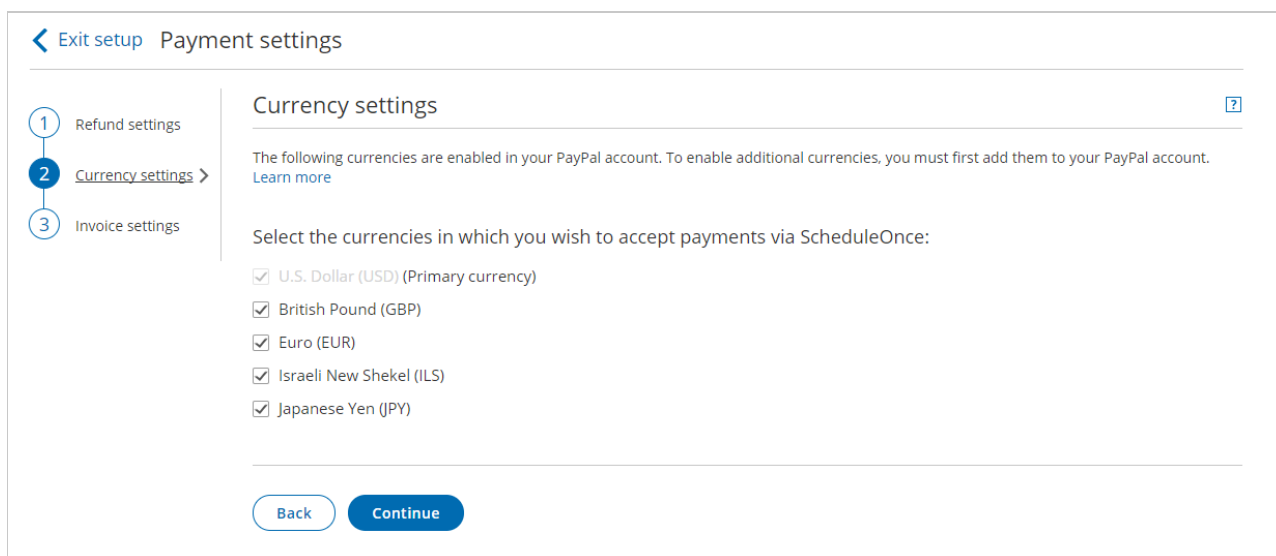 Exit setup Payment settings
1 Refund settings
2 Currency settings
3 Invoice settings
Currency settings
?
The following currencies are enabled in your PayPal account. To enable additional currencies, you must first add them to your PayPal account.
Learn more
Select the currencies in which you wish to accept payments via ScheduleOnce:
U.S. Dollar (USD) (Primary currency)
British Pound (GBP)
Euro (EUR)
Israeli New Shekel (ILS)
Japanese Yen (JPY)
Back Continue